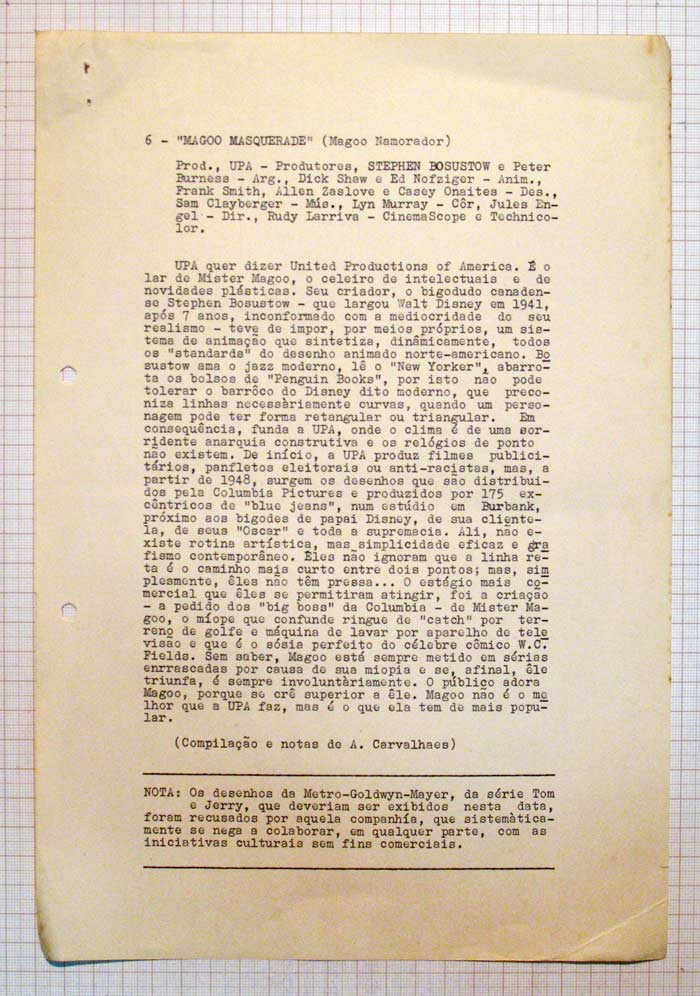 6 - "MAGOO MASQUERADE" (Magoo Namorador)
Prod., UPA - Produtores, STEPHEN BOSUSTOW e Peter
Burness - Arg., Dick Shaw e Ed Nofziger - Anim.,
Frank Smith, Allen Zaslove e Casey Onaites - Des.,
Sam Clayberger - Mús., Lyn Murray - Côr, Jules En-
gel - Dir., Rudy Larriva - CinemaScope e Technico-
lor.
UPA quer dizer United Productions of America. É o
lar de Mister Magoo, o celeiro de intelectuais e de
novidades plásticas. Seu criador, o bigodudo canaden-
se Stephen Bosustow - que largou Walt Disney em 1941,
após 7 anos, inconformado com a mediocridade do seu
realismo - teve de impor, por meios próprios, um sis-
tema de animação que sintetiza, dinâmicamente, todos
os "standards" do desenho animado norte-americano. Bo
sustow ama o jazz moderno, lê o "New Yorker", abarro-
ta os bolsos de "Penguin Books", por isto não pode
tolerar o barrôco do Disney dito moderno, que preco-
niza linhas necessàriamente curvas, quando um perso-
nagem pode ter forma retangular ou triangular. Em
consequência, funda a UPA, onde o clima é de uma sor-
ridente anarquia construtiva e os relógios de ponto
não existem. De início, a UPA produz filmes publici-
tários, panfletos eleitorais ou anti-racistas, mas, a
partir de 1948, surgem os desenhos que são distribui-
dos pela Columbia Pictures e produzidos por 175 ex-
cêntricos de "blue jeans", num estúdio em Burbank,
próximo aos bigodes de papai Disney, de sua cliente-
la, de seus "Oscar" e toda a supremacia. Ali, não e-
xiste rotina artística, mas simplicidade eficaz e gra
fismo contemporâneo. Êles não ignoram que a linha re-
ta é o caminho mais curto entre dois pontos; mas, sim
plesmente, êles não têm pressa... O estágio mais co-
mercial que êles se permitiram atingir, foi a criação
- a pedido dos "big boss" da Columbia - de Mister Ma-
goo, o míope que confunde ringue de "catch" por ter-
reno de golfe e máquina de lavar por aparelho de tele
visão e que é o sósia perfeito do célebre cômico W.C.
Fields. Sem saber, Magoo está sempre metido em sérias
enrrascadas por causa de sua miopia e se, afinal, êle
triunfa, é sempre involuntàriamente. O público adora
Magoo, porque se crê superior a êle. Magoo não é o me
lhor que a UPA faz, mas é o que ela tem de mais popu-
lar.
(Compilação e notas de A. Carvalhaes)
NOTA: Os desenhos da Metro-Goldwyn-Mayer, da série Tom
e Jerry, que deveriam ser exibidos nesta data,
foram recusados por aquela companhía, que sistemàtica-
mente se nega a colaborar, em qualquer parte, com as
iniciativas culturais sem fins comerciais.